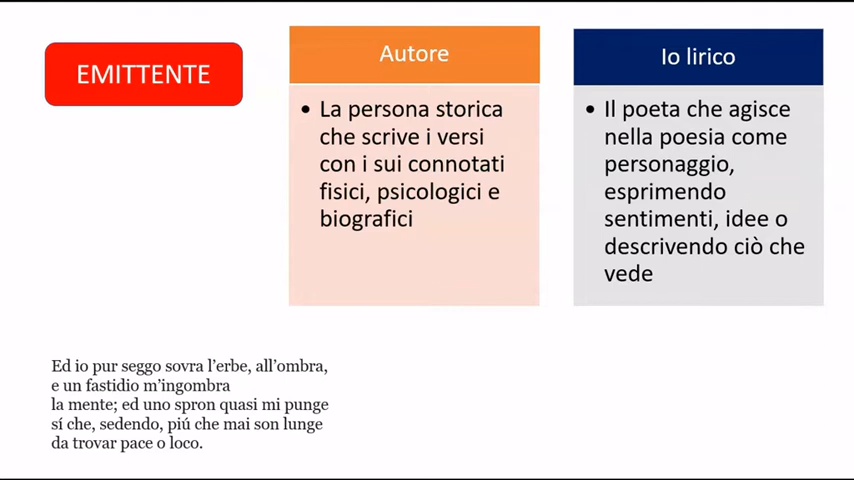 EMITTENTE
Autore
• La persona storica
che scrive i versi
con i sui connotati
fisici, psicologici e
biografici
Io lirico
• Il poeta che agisce
nella poesia come
personaggio,
esprimendo
sentimenti, idee o
descrivendo ciò che
vede
Ed io pur seggo sovra l’erbe, all’ombra,
e un fastidio m’ingombra
la mente; ed uno spron quasi mi punge
sí che, sedendo, piú che mai son lunge
da trovar pace o loco.